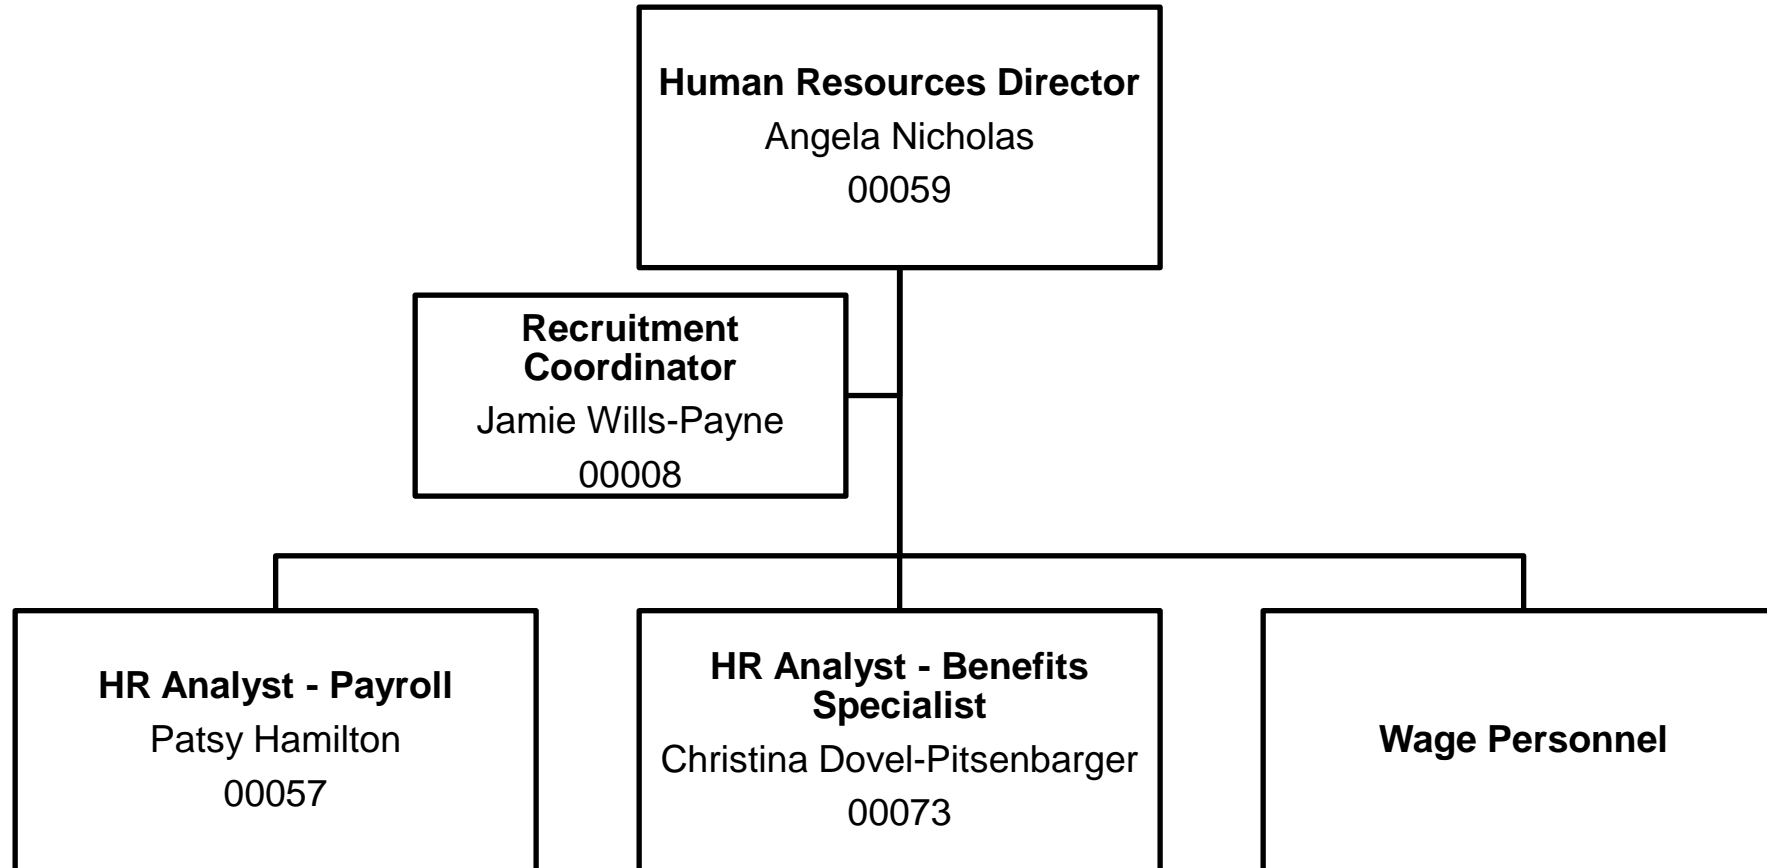 Human Resources Director
Angela Nicholas
00059
Recruitment
Coordinator
Jamie Wills-Payne
00008
HR Analyst - Payroll
Patsy Hamilton
00057
HR Analyst - Benefits
Specialist
Christina Dovel-Pitsenbarger
00073
Wage Personnel